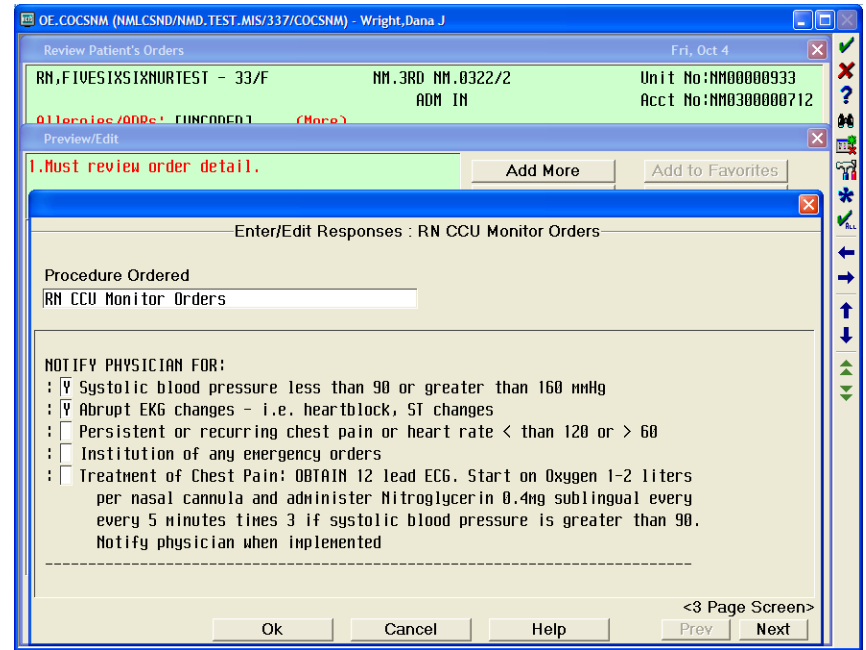 OE.COCSNM (NMLCSND/NMD.TEST.MIS/337/COCSNM) - Wright,Dana J
Review Patient's Orders Fri, Oct 4
RN,FIVESIXSIXNURTEST - 33/F NM.3RD NM.0322/2 Unit No:NM00000933
ADM IN Acct No:NM0300000712
Allergies/ADRs: [UNCODED] (More)
Preview/Edit
1.Must review order detail.
Add More Add to Favorites
Enter/Edit Responses : RN CCU Monitor Orders
Procedure Ordered
RN CCU Monitor Orders
NOTIFY PHYSICIAN FOR:
: Y Systolic blood pressure less than 90 or greater than 160 mmHg
: Y Abrupt EKG changes - i.e. heartblock, ST changes
: Persistent or recurring chest pain or heart rate < than 120 or > 60
: Institution of any emergency orders
: Treatment of Chest Pain: OBTAIN 12 lead ECG. Start on Oxygen 1-2 liters
per nasal cannula and administer Nitroglycerin 0.4mg sublingual every
every 5 minutes times 3 if systolic blood pressure is greater than 90.
Notify physician when implemented
---------------------------------------------------------------------------
<3 Page Screen>
Ok Cancel Help Prev Next
ALL